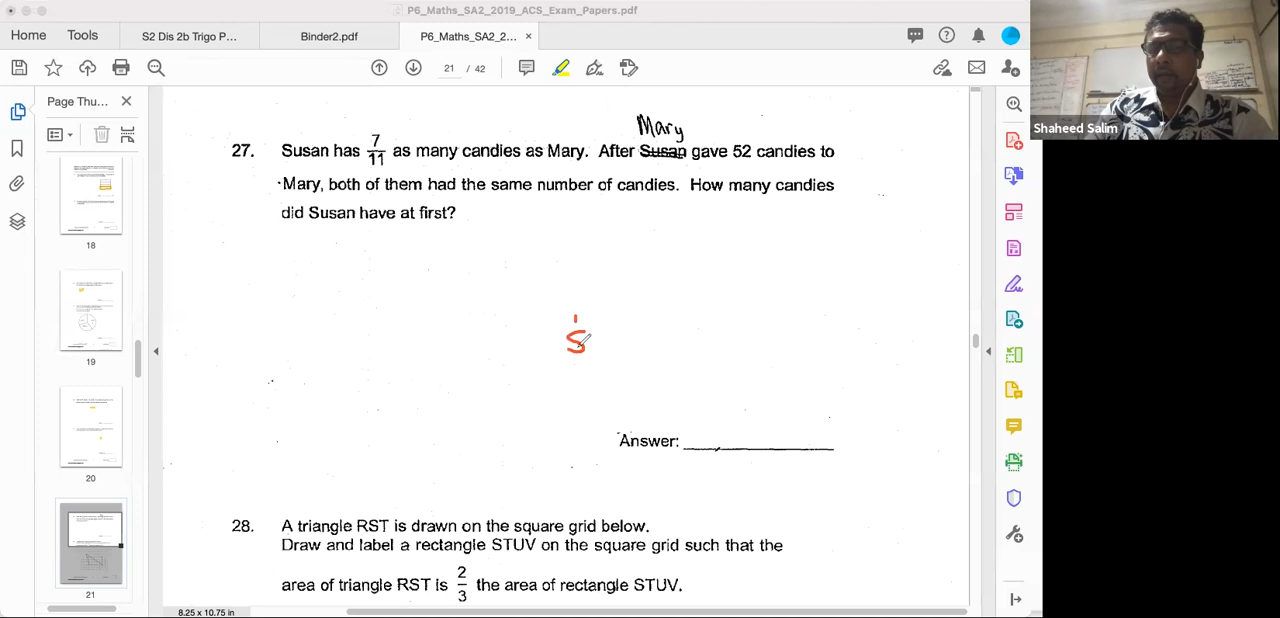 P6_Maths_SA2_2019_ACS_Exam_Papers.pdf
Home Tools S2 Dis 2b Trigo P... Binder2.pdf P6_Maths_SA2_2... ×
21 / 42
Page Thu... ×
18
19
20
21
Mary
27. Susan has 7/11 as many candies as Mary. After Susan gave 52 candies to
Mary, both of them had the same number of candies. How many candies
did Susan have at first?
S
Answer:
28. A triangle RST is drawn on the square grid below.
Draw and label a rectangle STUV on the square grid such that the
area of triangle RST is 2/3 the area of rectangle STUV.
8.25 x 10.75 in
Shaheed Salim